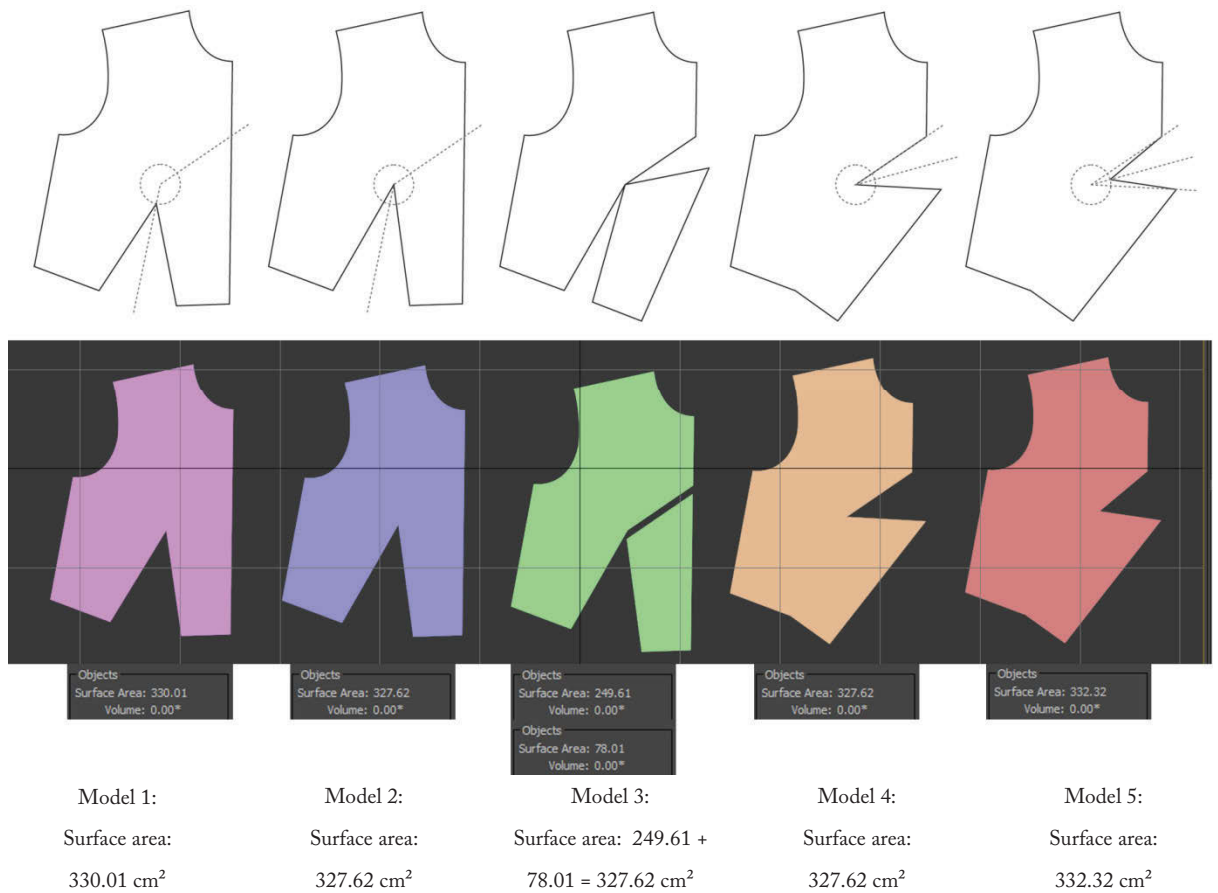 Objects
Surface Area: 330.01
Volume: 0.00*
Objects
Surface Area: 327.62
Volume: 0.00*
Objects
Surface Area: 249.61
Volume: 0.00*
Objects
Surface Area: 78.01
Volume: 0.00*
Objects
Surface Area: 327.62
Volume: 0.00*
Objects
Surface Area: 332.32
Volume: 0.00*
Model 1:
Surface area:
330.01 cm²
Model 2:
Surface area:
327.62 cm²
Model 3:
Surface area: 249.61 +
78.01 = 327.62 cm²
Model 4:
Surface area:
327.62 cm²
Model 5:
Surface area:
332.32 cm²